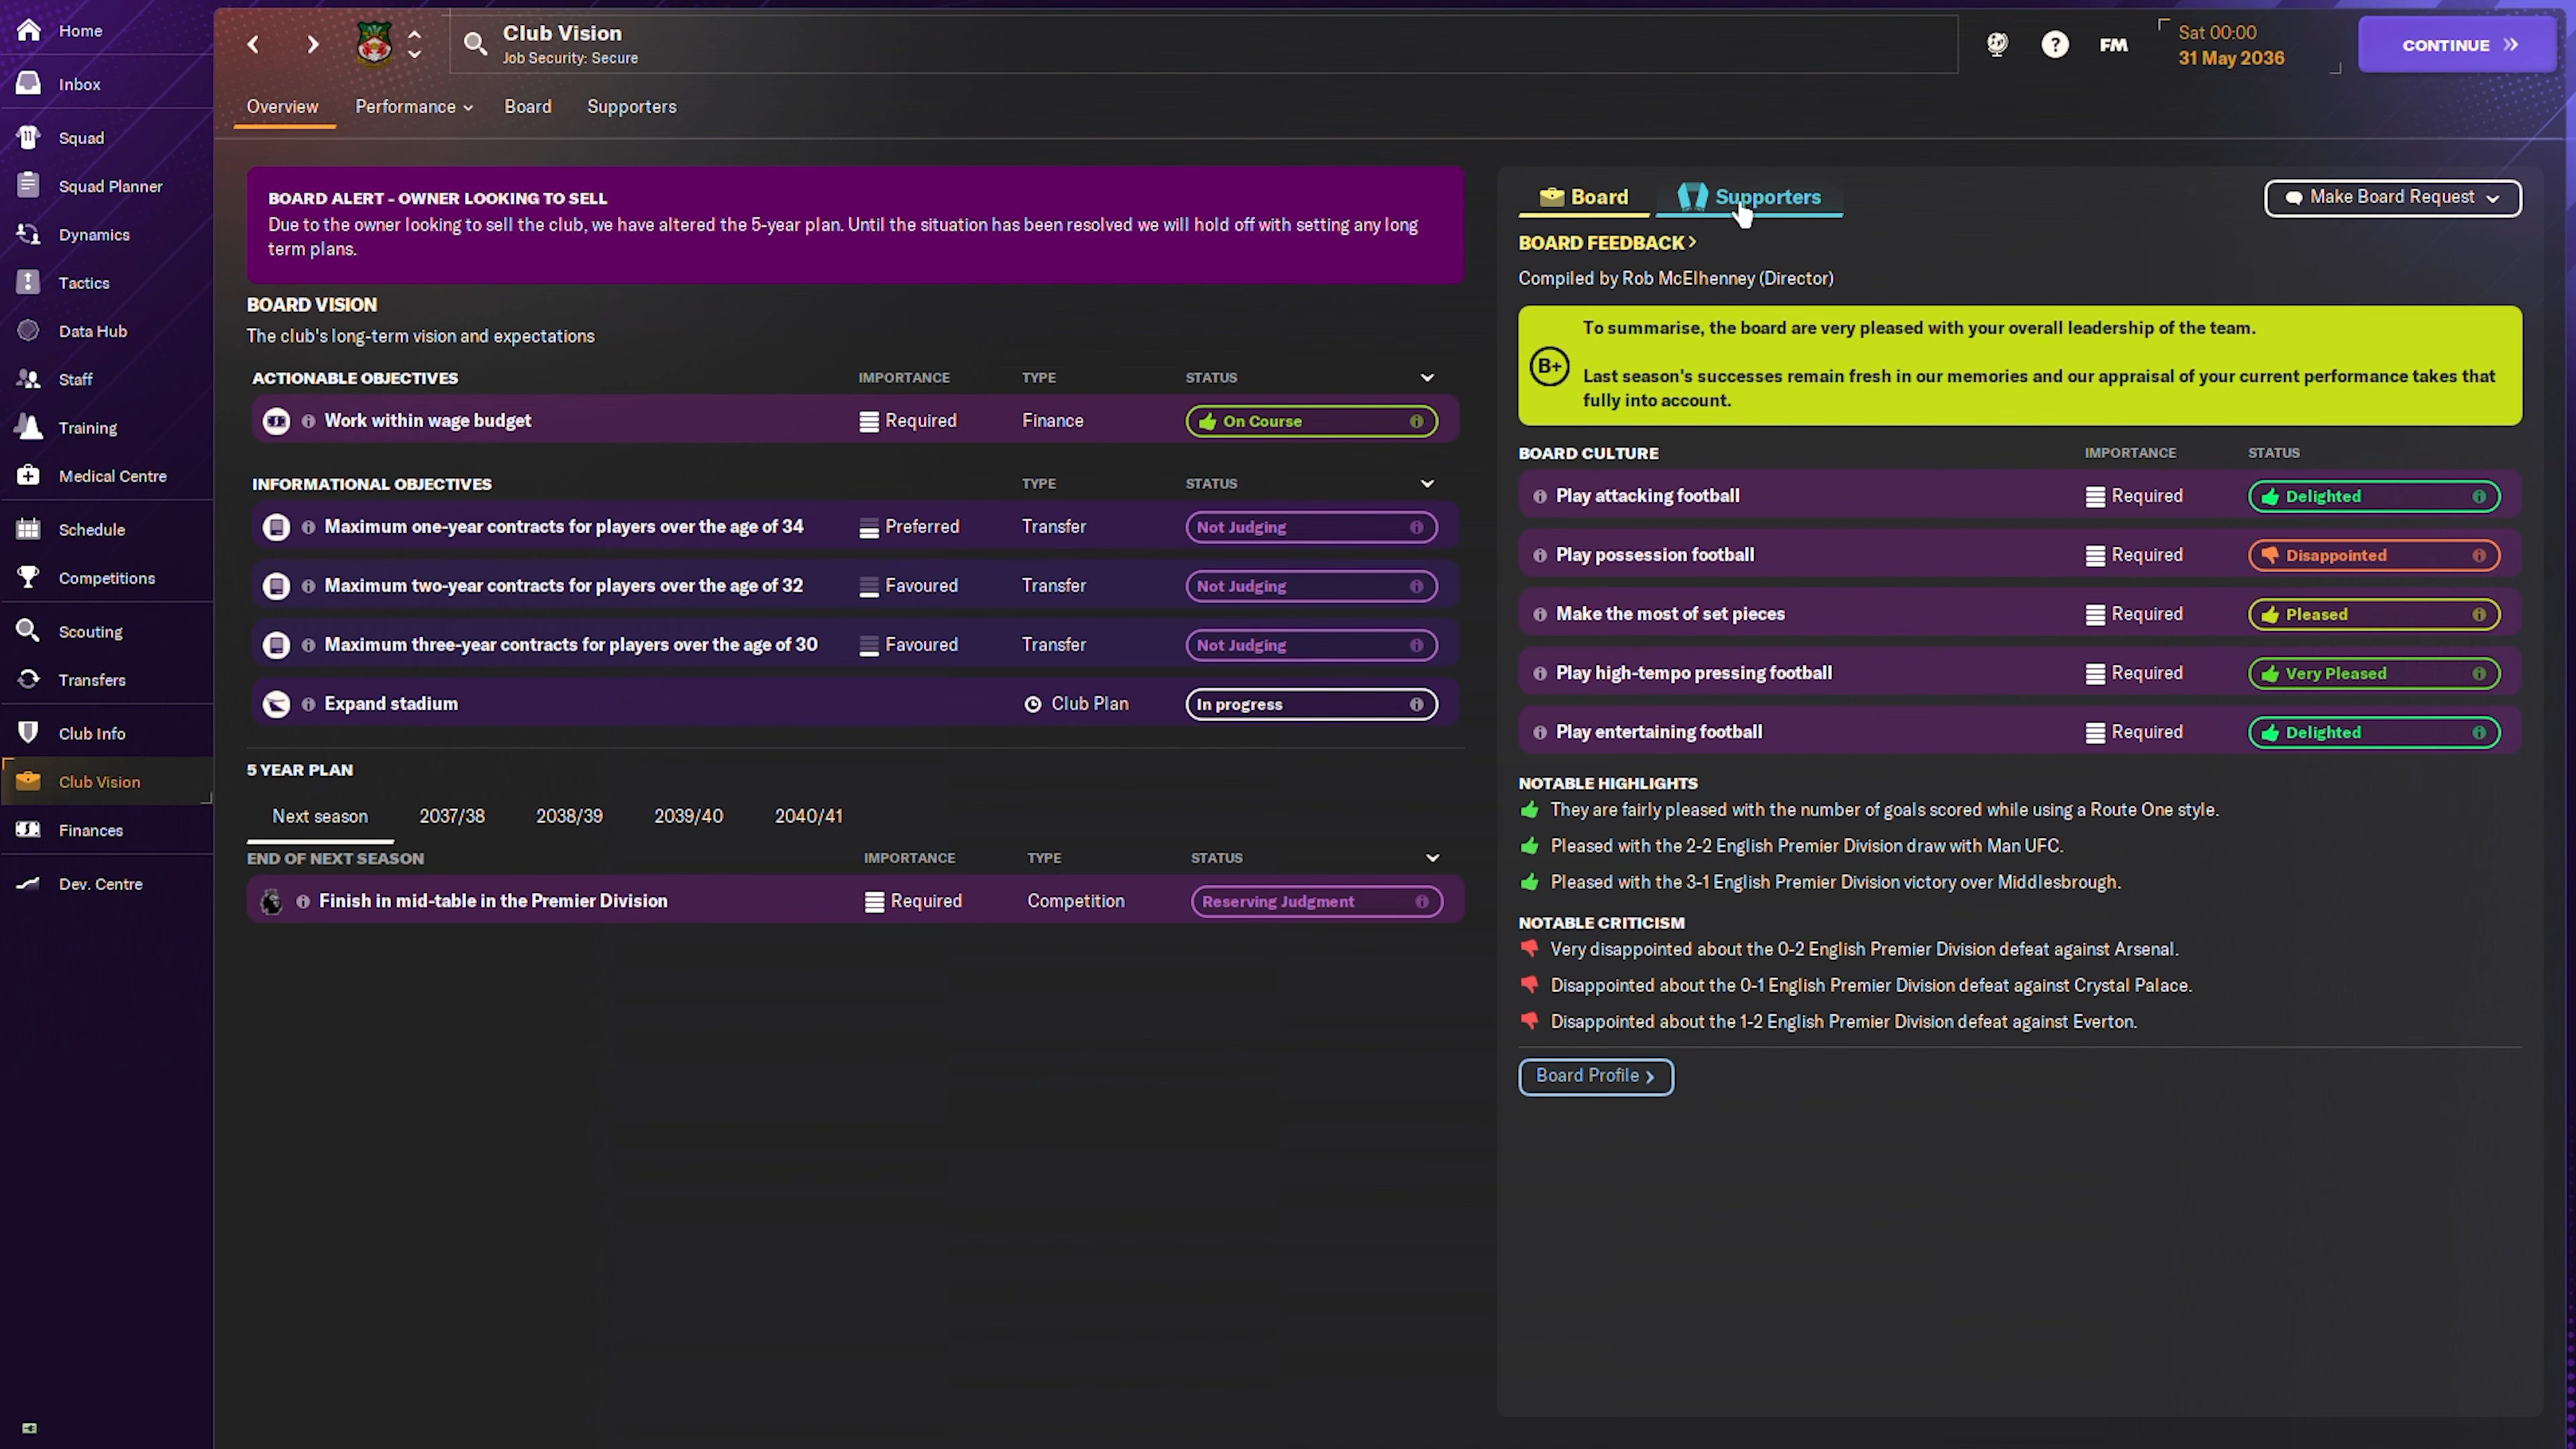 Home
Inbox
Squad
Squad Planner
Dynamics
Tactics
Data Hub
Staff
Training
Medical Centre
Schedule
Competitions
Scouting
Transfers
Club Info
Club Vision
Finances
Dev. Centre
Club Vision
Job Security: Secure
FM
Sat 00:00
31 May 2036
CONTINUE
Overview Performance Board Supporters
BOARD ALERT - OWNER LOOKING TO SELL
Due to the owner looking to sell the club, we have altered the 5-year plan. Until the situation has been resolved we will hold off with setting any long
term plans.
BOARD VISION
The club's long-term vision and expectations
ACTIONABLE OBJECTIVES IMPORTANCE TYPE STATUS
Work within wage budget Required Finance On Course
INFORMATIONAL OBJECTIVES TYPE STATUS
Maximum one-year contracts for players over the age of 34 Preferred Transfer Not Judging
Maximum two-year contracts for players over the age of 32 Favoured Transfer Not Judging
Maximum three-year contracts for players over the age of 30 Favoured Transfer Not Judging
Expand stadium Club Plan In progress
5 YEAR PLAN
Next season 2037/38 2038/39 2039/40 2040/41
END OF NEXT SEASON IMPORTANCE TYPE STATUS
Finish in mid-table in the Premier Division Required Competition Reserving Judgment
Board Supporters Make Board Request
BOARD FEEDBACK >
Compiled by Rob McElhenney (Director)
B+
To summarise, the board are very pleased with your overall leadership of the team.
Last season's successes remain fresh in our memories and our appraisal of your current performance takes that
fully into account.
BOARD CULTURE IMPORTANCE STATUS
Play attacking football Required Delighted
Play possession football Required Disappointed
Make the most of set pieces Required Pleased
Play high-tempo pressing football Required Very Pleased
Play entertaining football Required Delighted
NOTABLE HIGHLIGHTS
They are fairly pleased with the number of goals scored while using a Route One style.
Pleased with the 2-2 English Premier Division draw with Man UFC.
Pleased with the 3-1 English Premier Division victory over Middlesbrough.
NOTABLE CRITICISM
Very disappointed about the 0-2 English Premier Division defeat against Arsenal.
Disappointed about the 0-1 English Premier Division defeat against Crystal Palace.
Disappointed about the 1-2 English Premier Division defeat against Everton.
Board Profile >